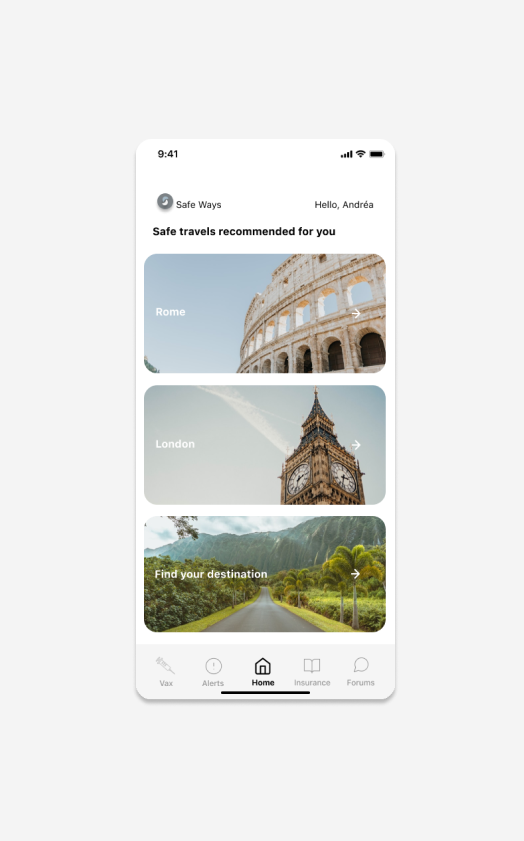 9:41
Safe Ways
Hello, Andréa
Safe travels recommended for you
Rome
London
Find your destination
Vax
Alerts
Home
Insurance
Forums